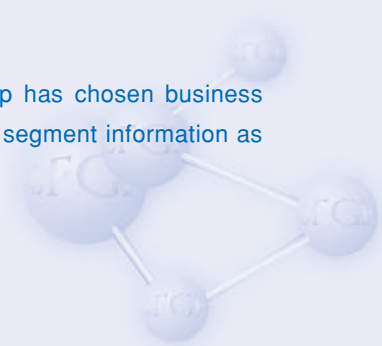 p has chosen business
segment information as